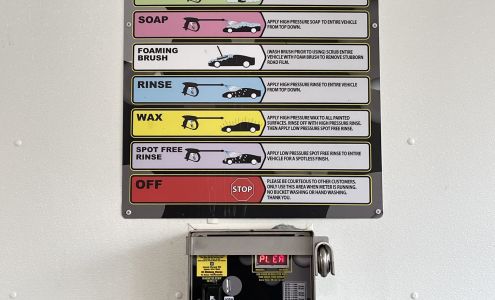 SOAP
APPLY HIGH PRESSURE SOAP TO ENTIRE VEHICLE
FROM TOP DOWN.
FOAMING
BRUSH
(WASH BRUSH PRIOR TO USING) SCRUB ENTIRE
VEHICLE WITH FOAM BRUSH TO REMOVE STUBBORN
ROAD FILM.
RINSE
APPLY HIGH PRESSURE RINSE TO ENTIRE VEHICLE
FROM TOP DOWN.
WAX
APPLY HIGH PRESSURE WAX TO ALL PAINTED
SURFACES. RINSE OFF WITH HIGH PRESSURE RINSE.
THEN APPLY LOW PRESSURE SPOT FREE RINSE.
SPOT FREE
RINSE
APPLY LOW PRESSURE SPOT FREE RINSE TO ENTIRE
VEHICLE FOR A SPOTLESS FINISH.
OFF
STOP
PLEASE BE COURTEOUS TO OTHER CUSTOMERS.
ONLY USE THIS AREA WHEN METER IS RUNNING.
NO BUCKET WASHING OR HAND WASHING.
THANK YOU.
PLEA